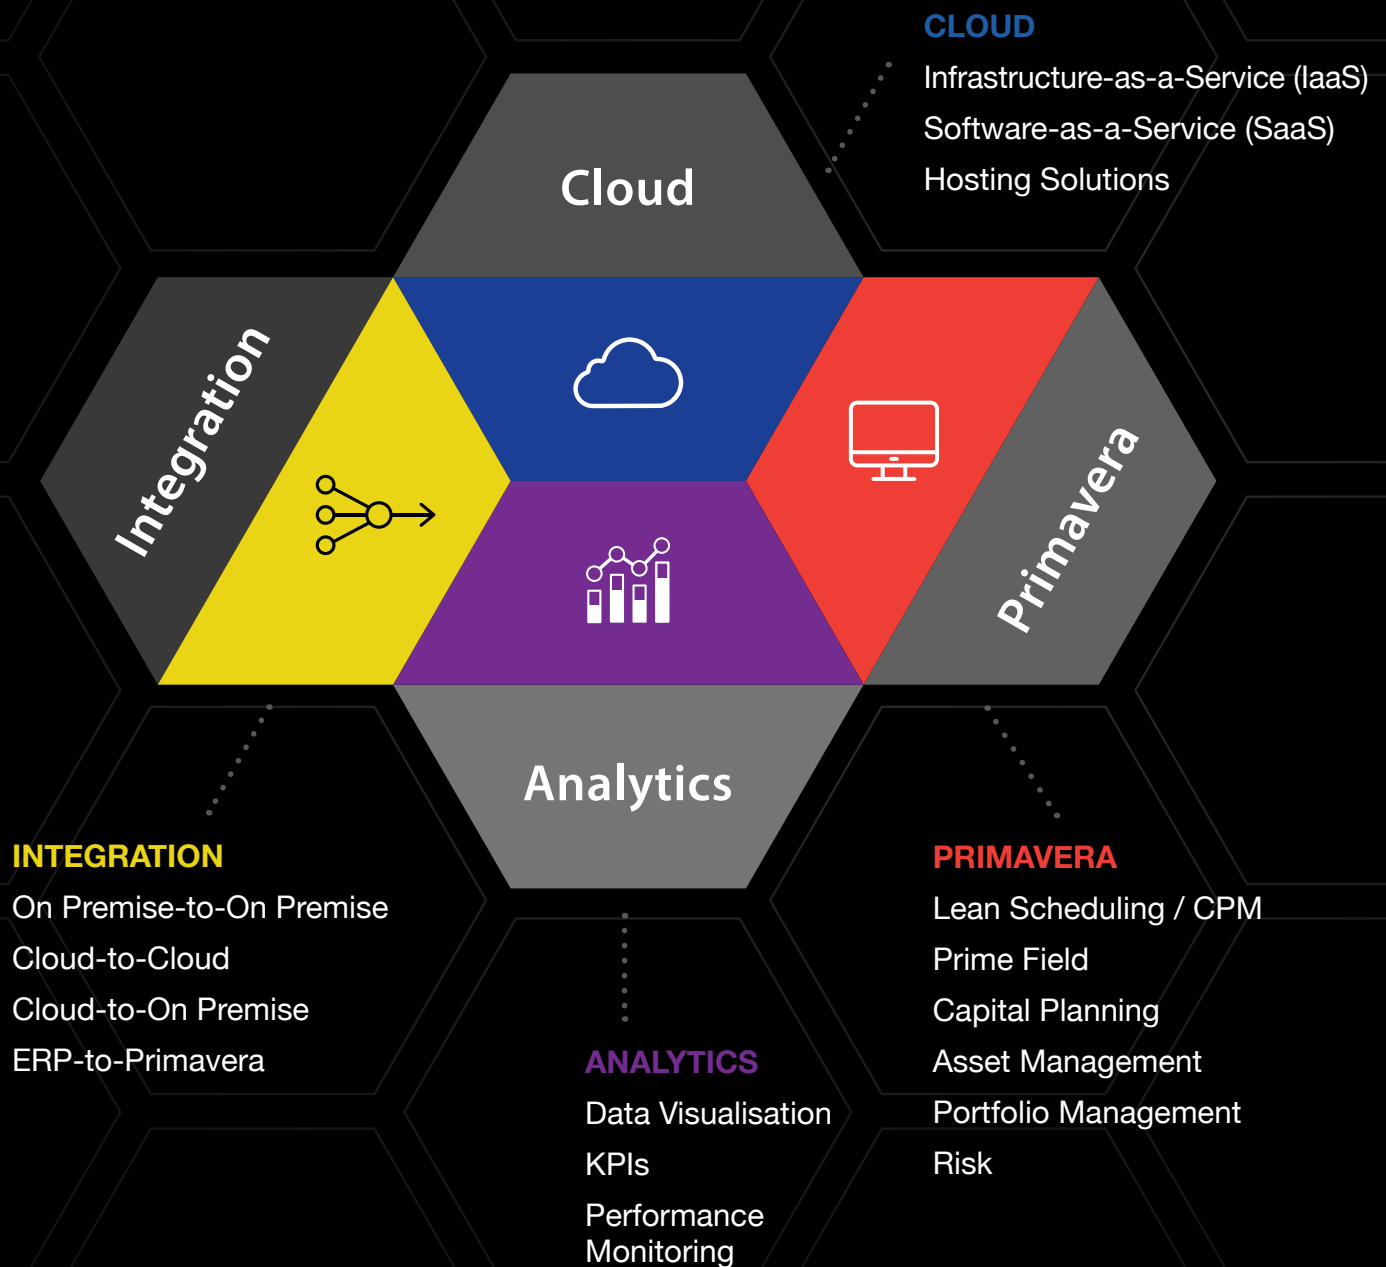 CLOUD
Infrastructure-as-a-Service (IaaS)
Software-as-a-Service (SaaS)
Hosting Solutions
Cloud
Integration
Primavera
Analytics
INTEGRATION
On Premise-to-On Premise
Cloud-to-Cloud
Cloud-to-On Premise
ERP-to-Primavera
ANALYTICS
Data Visualisation
KPIs
Performance
Monitoring
PRIMAVERA
Lean Scheduling / CPM
Prime Field
Capital Planning
Asset Management
Portfolio Management
Risk